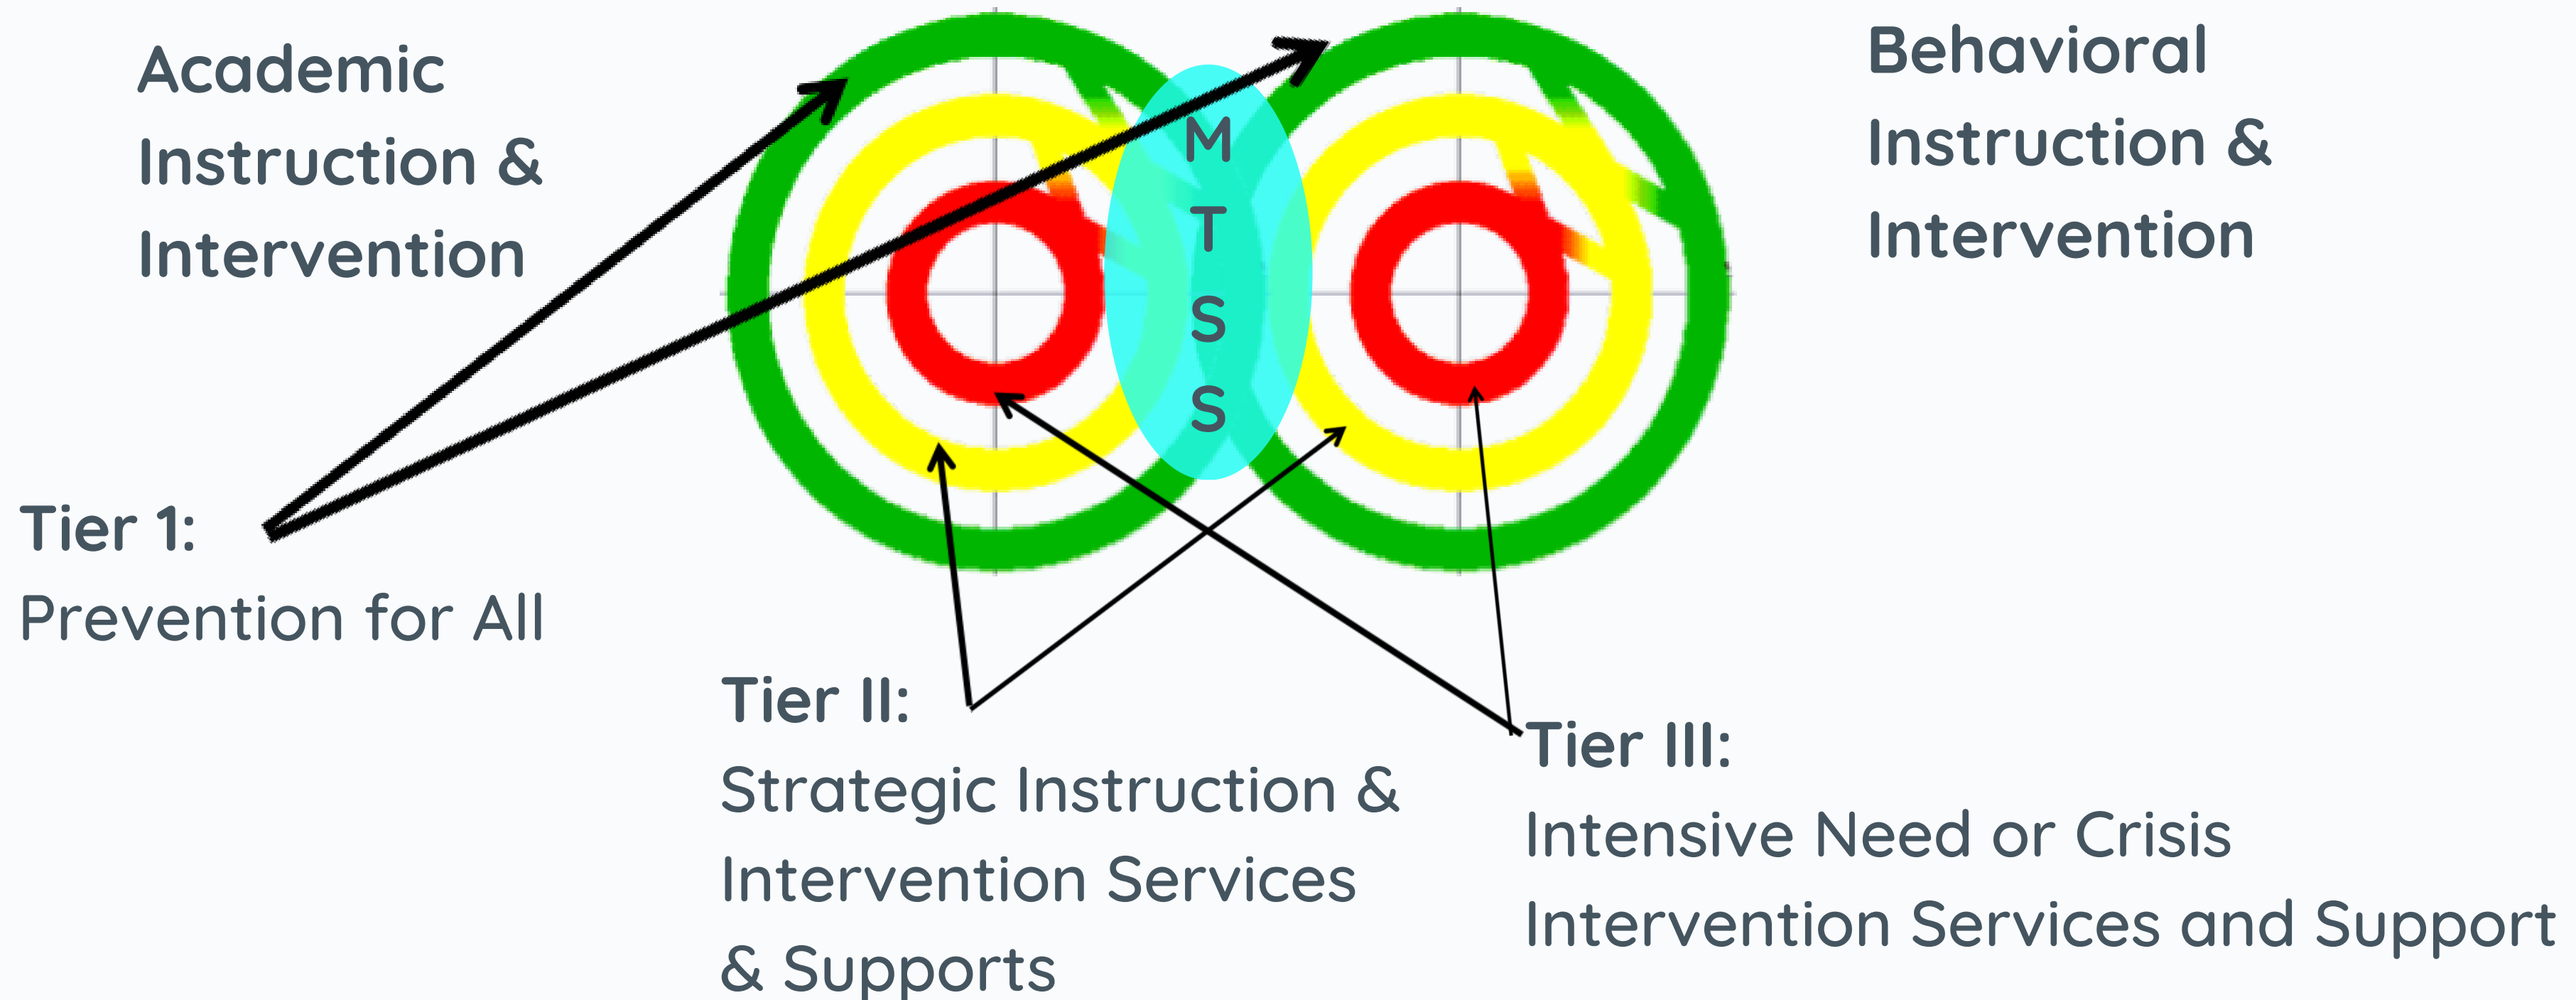 Academic
Instruction &
Intervention
Behavioral
Instruction &
Intervention
M
T
S
S
Tier 1:
Prevention for All
Tier II:
Strategic Instruction &
Intervention Services
& Supports
Tier III:
Intensive Need or Crisis
Intervention Services and Support